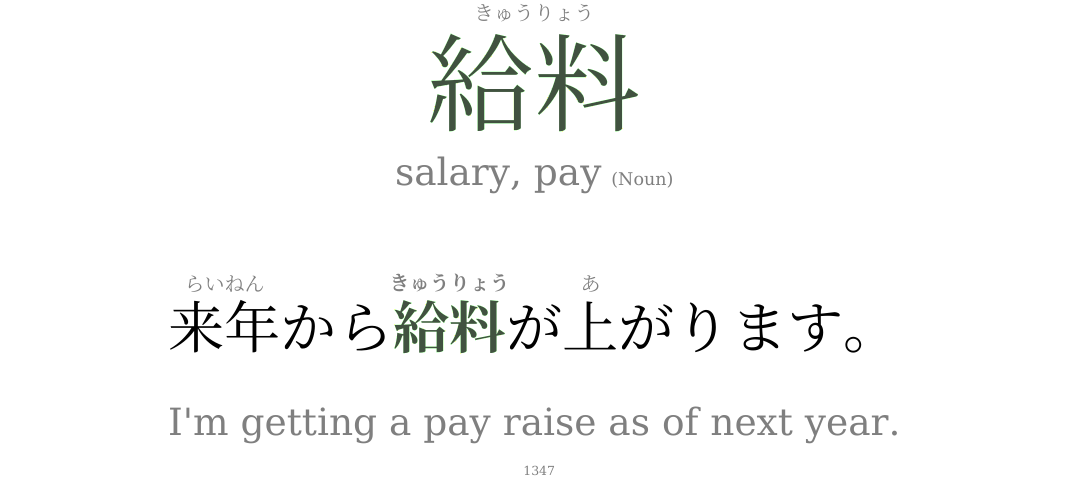 きゅうりょう
給料
salary, pay (Noun)
らいねん きゅうりょう あ
来年から給料が上がります。
I'm getting a pay raise as of next year.
1347